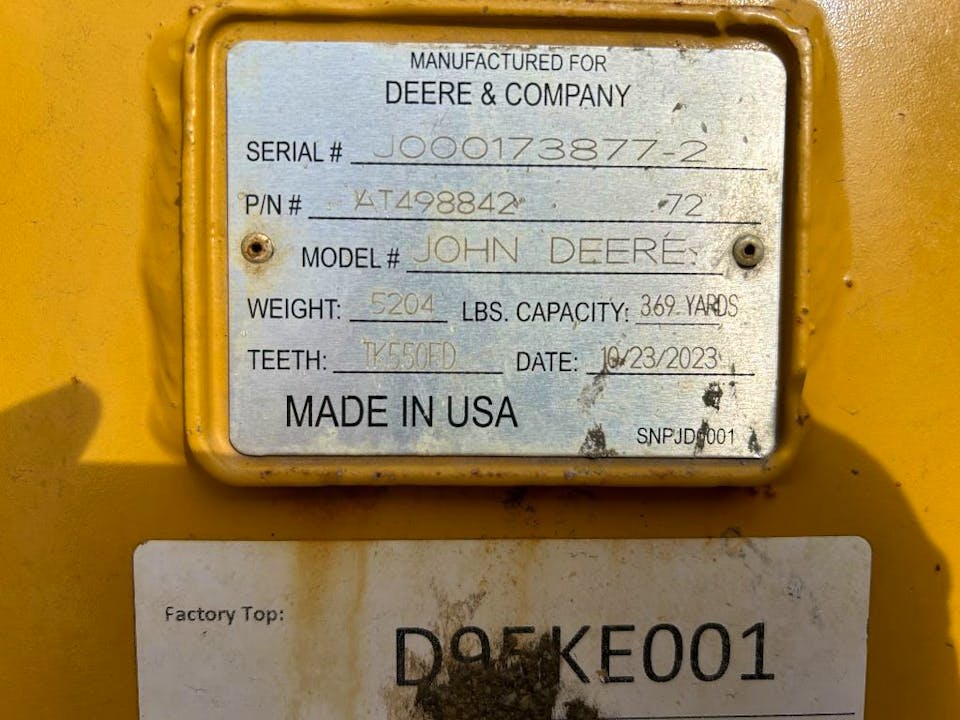 MANUFACTURED FOR
DEERE & COMPANY
SERIAL # J000173877-2
P/N # AT498842 72
MODEL # JOHN DEERE
WEIGHT: 5204 LBS. CAPACITY: 3.69 YARDS
TEETH: TK550FD DATE: 10/23/2023
MADE IN USA
Factory Top: